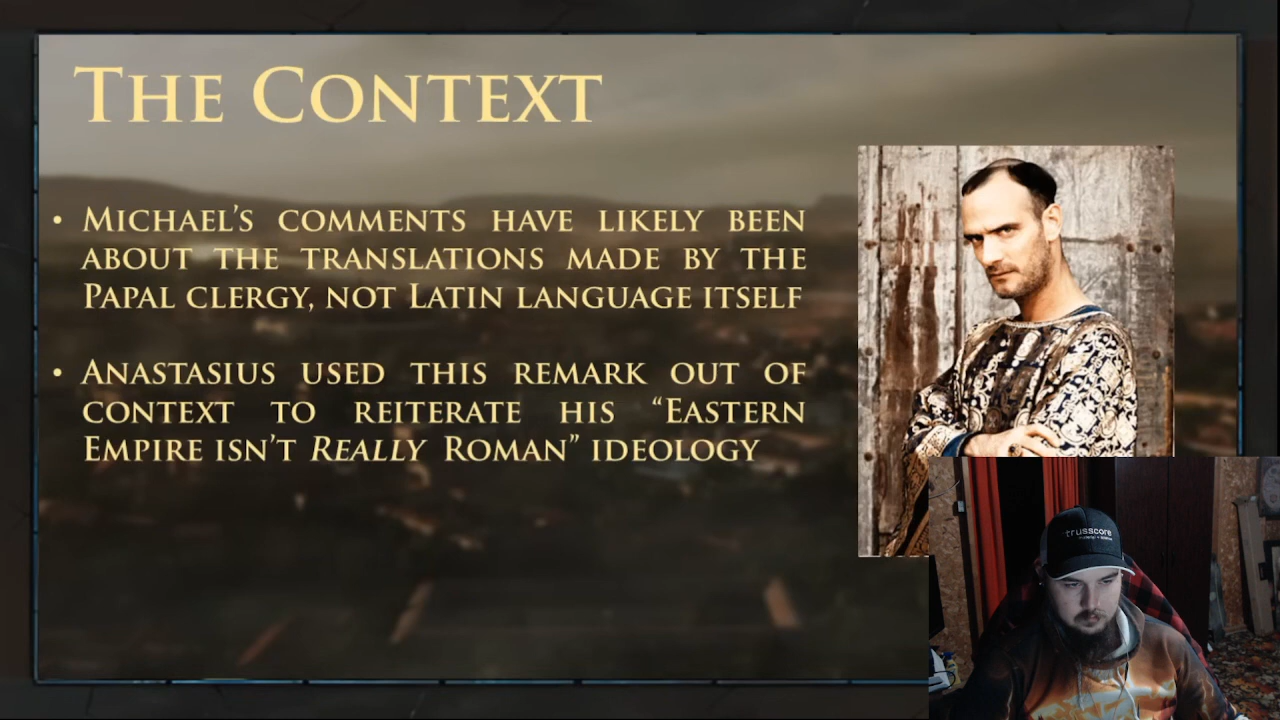 The Context
• Michael's comments have likely been
about the translations made by the
Papal clergy, not Latin language itself
• Anastasius used this remark out of
context to reiterate his “Eastern
Empire isn't Really Roman” ideology
trusscore